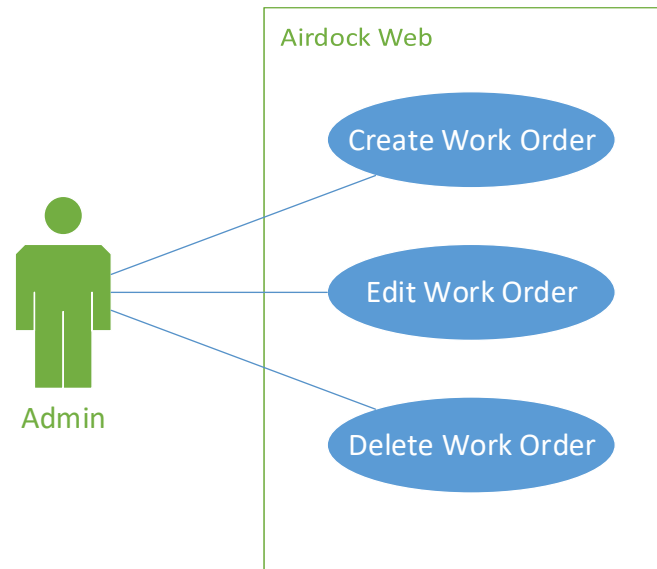 Airdock Web
Create Work Order
Edit Work Order
Admin
Delete Work Order